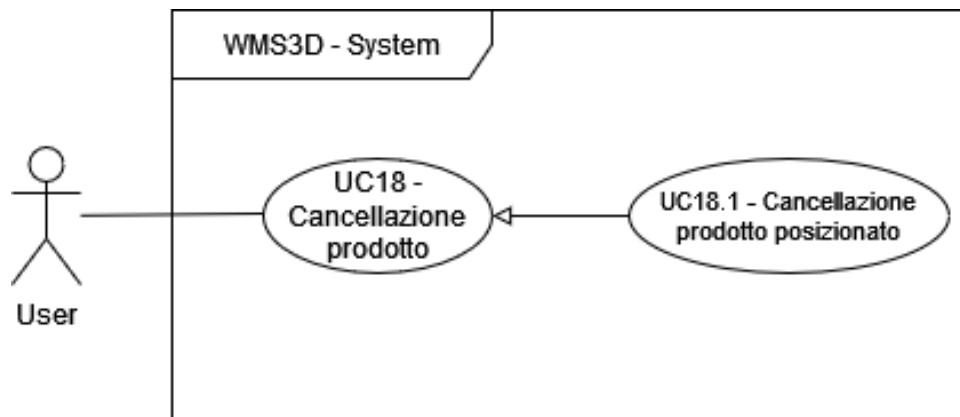 WMS3D - System
UC18 -
Cancellazione
prodotto
UC18.1 - Cancellazione
prodotto posizionato
User